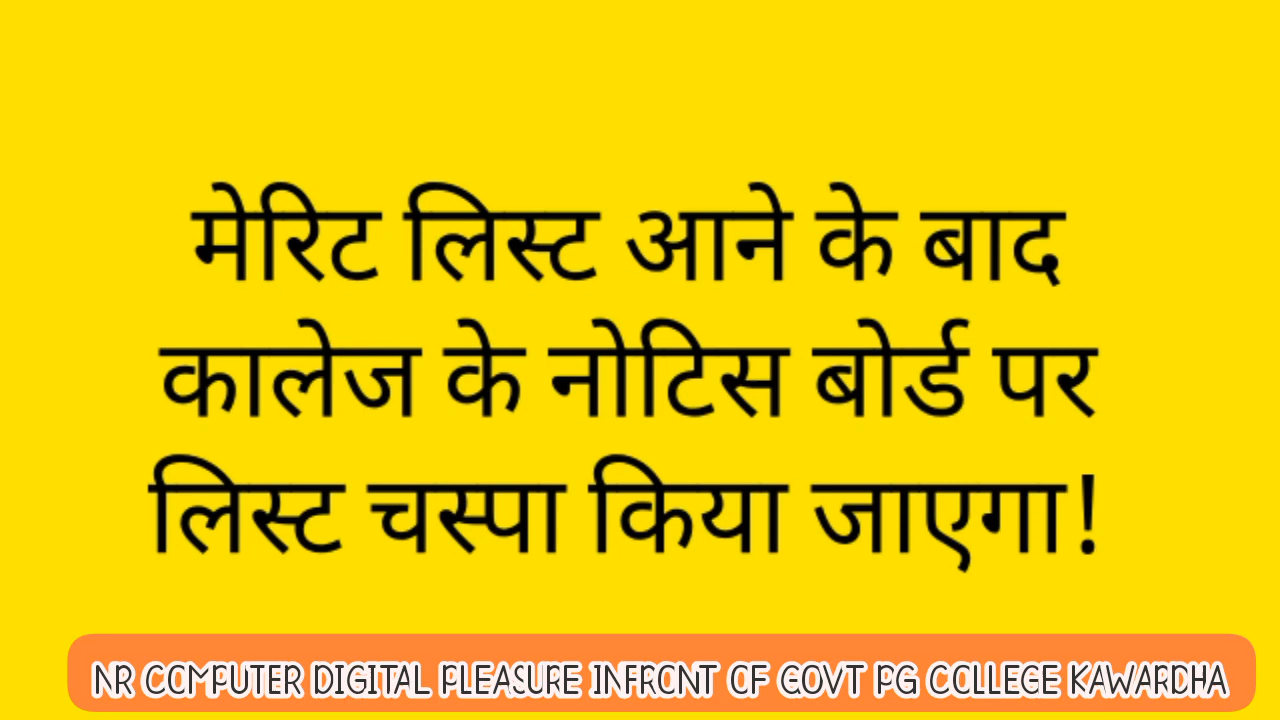 मेरिट लिस्ट आने के बाद
कालेज के नोटिस बोर्ड पर
लिस्ट चस्पा किया जाएगा!
NR COMPUTER DIGITAL PLEASURE INFRONT OF GOVT PG COLLEGE KAWARDHA